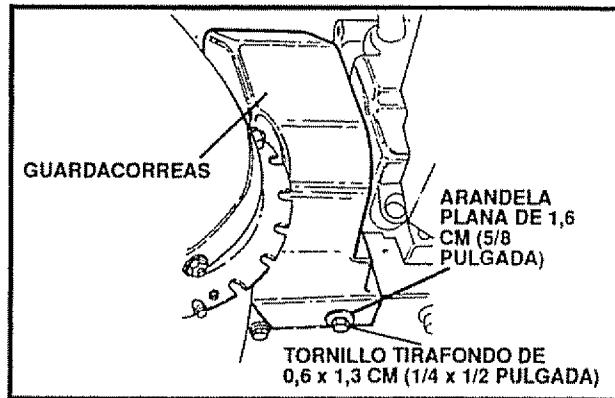 GUARDACORREAS
ARANDELA
PLANA DE 1,6
CM (5/8
PULGADA)
TORNILLO TIRAFONDO DE
0,6 x 1,3 CM (1/4 x 1/2 PULGADA)